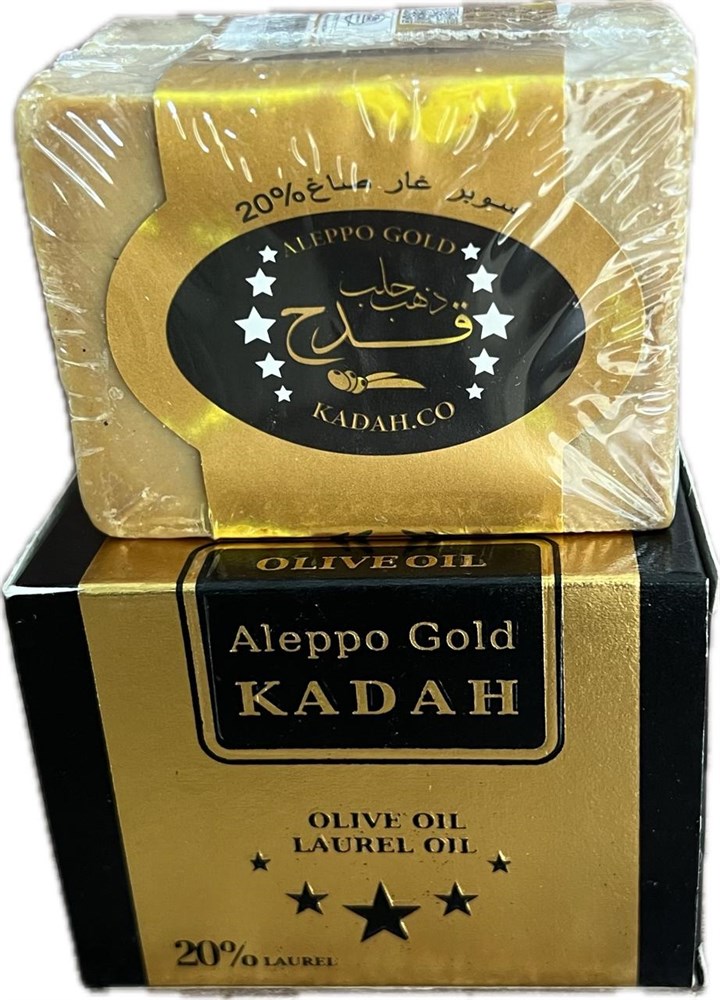 سوبر غار صاغ 20%
ALEPPO GOLD
ذهب حلب
قدح
KADAH.CO
OLIVE OIL
Aleppo Gold
KADAH
OLIVE OIL
LAUREL OIL
20% LAUREL